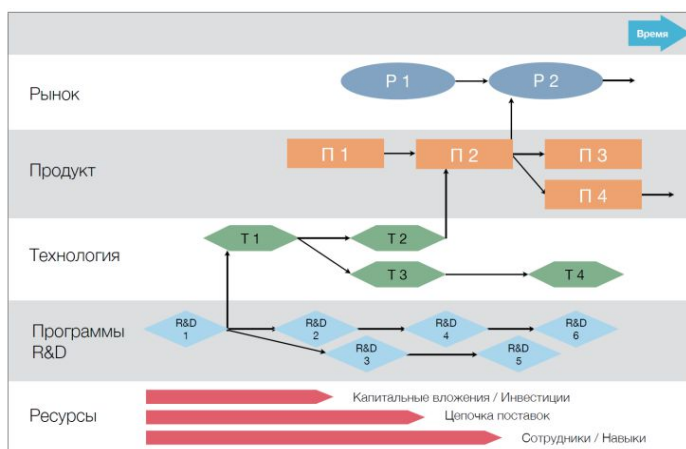 Время
Рынок
Р 1
Р 2
Продукт
П 1
П 2
П 3
П 4
Технология
Т 1
Т 2
Т 3
Т 4
Программы
R&D
R&D
1
R&D
2
R&D
4
R&D
6
R&D
3
R&D
5
Ресурсы
Капитальные вложения / Инвестиции
Цепочка поставок
Сотрудники / Навыки